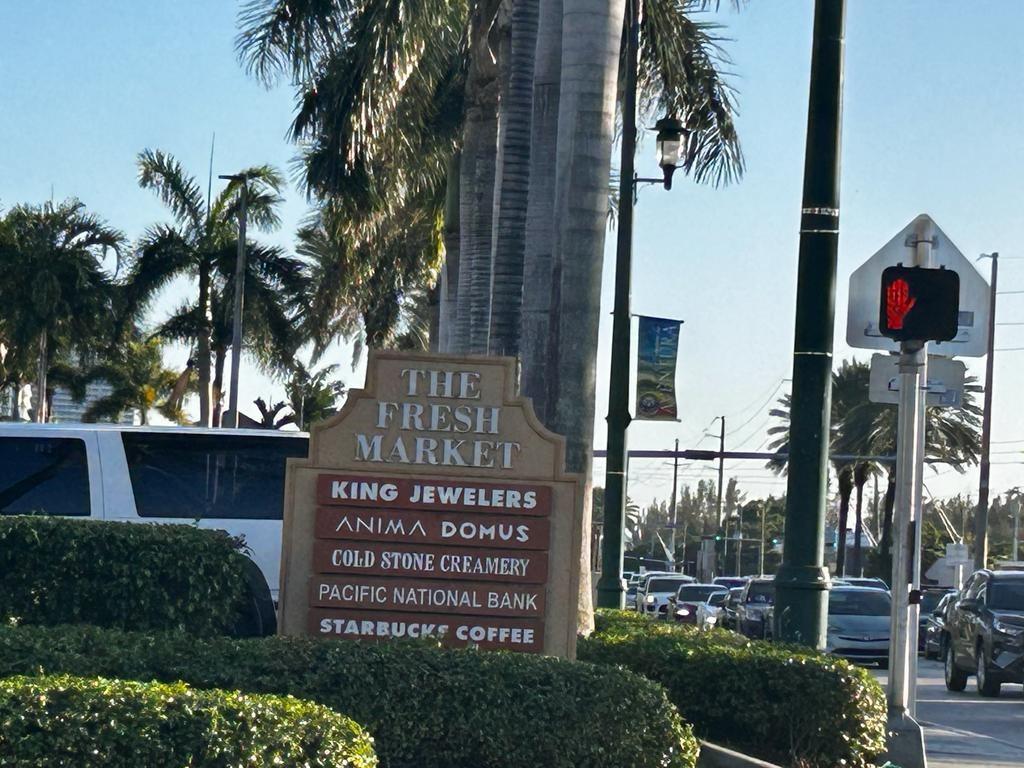 THE
FRESH
MARKET
KING JEWELERS
ANIMA DOMUS
COLD STONE CREAMERY
PACIFIC NATIONAL BANK
STARBUCKS COFFEE